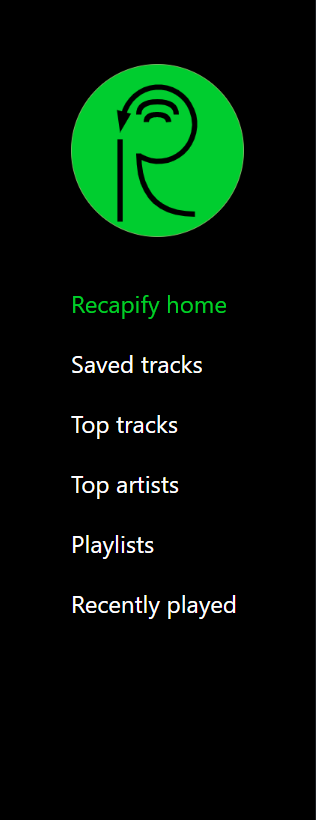 Recapify home
Saved tracks
Top tracks
Top artists
Playlists
Recently played